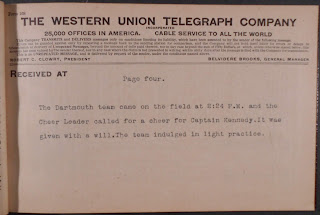 THE WESTERN UNION TELEGRAPH COMPANY
INCORPORATED
25,000 OFFICES IN AMERICA. CABLE SERVICE TO ALL THE WORLD
ROBERT C. CLOWRY, PRESIDENT BELVIDERE BROOKS, GENERAL MANAGER
RECEIVED AT
Page four.
The Dartmouth team came on the field at 2:24 P.M. and the
Cheer Leader called for a cheer for Captain Kennedy.It was
given with a will.The team indulged in light practice.